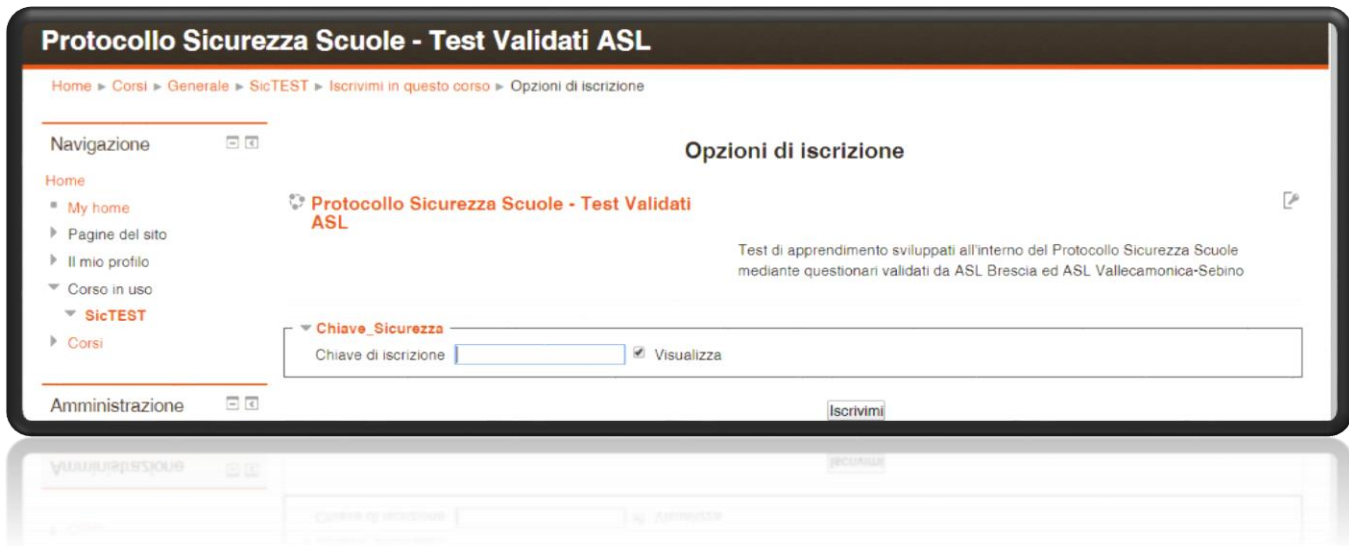 Protocollo Sicurezza Scuole - Test Validati ASL
Home ► Corsi ► Generale ► SicTEST ► Iscrivimi in questo corso ► Opzioni di iscrizione
Navigazione
Home
My home
Pagine del sito
Il mio profilo
Corso in uso
SicTEST
Corsi
Amministrazione
Opzioni di iscrizione
Protocollo Sicurezza Scuole - Test Validati
ASL
Test di apprendimento sviluppati all'interno del Protocollo Sicurezza Scuole
mediante questionari validati da ASL Brescia ed ASL Vallecamonica-Sebino
Chiave_Sicurezza
Chiave di iscrizione Visualizza
Iscrivimi